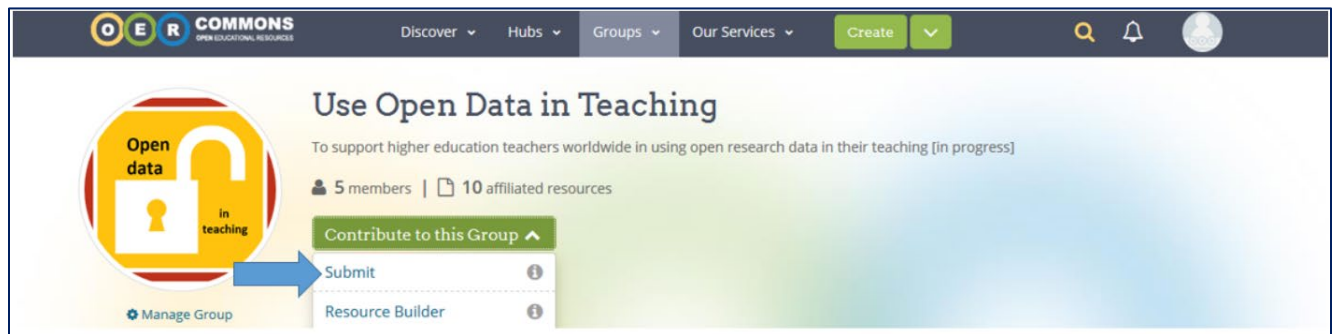 OER COMMONS
OPEN EDUCATIONAL RESOURCES
Discover Hubs Groups Our Services Create
Use Open Data in Teaching
To support higher education teachers worldwide in using open research data in their teaching [in progress]
5 members | 10 affiliated resources
Open
data
in
teaching
Contribute to this Group
Submit
Resource Builder
Manage Group